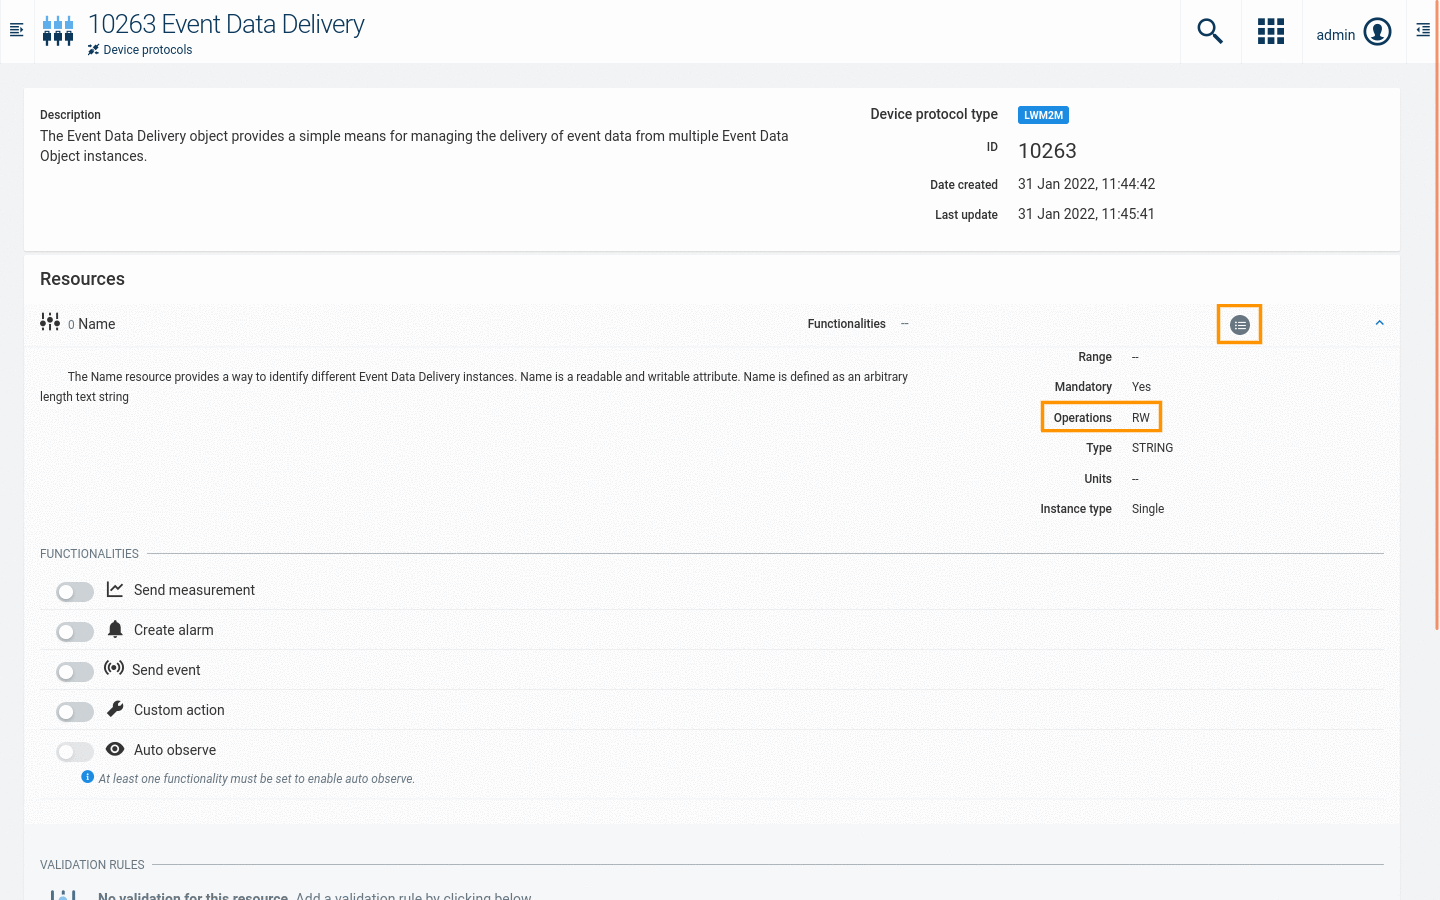 10263 Event Data Delivery
Device protocols
admin
Description
The Event Data Delivery object provides a simple means for managing the delivery of event data from multiple Event Data
Object instances.
Device protocol type LWM2M
ID 10263
Date created 31 Jan 2022, 11:44:42
Last update 31 Jan 2022, 11:45:41
Resources
0 Name Functionalities --
The Name resource provides a way to identify different Event Data Delivery instances. Name is a readable and writable attribute. Name is defined as an arbitrary
length text string
Range --
Mandatory Yes
Operations RW
Type STRING
Units --
Instance type Single
FUNCTIONALITIES
Send measurement
Create alarm
Send event
Custom action
Auto observe
At least one functionality must be set to enable auto observe.
VALIDATION RULES
No validation for this resource. Add a validation rule by clicking below.